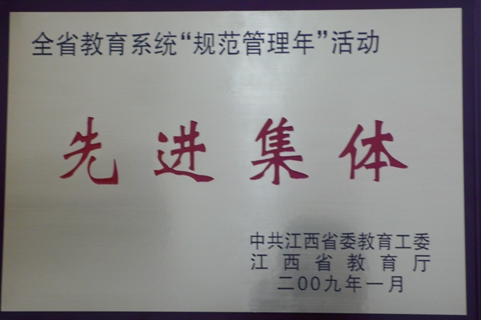 全省教育系统“规范管理年”活动
先进集体
中共江西省委教育工委
江西省教育厅
二00九年一月